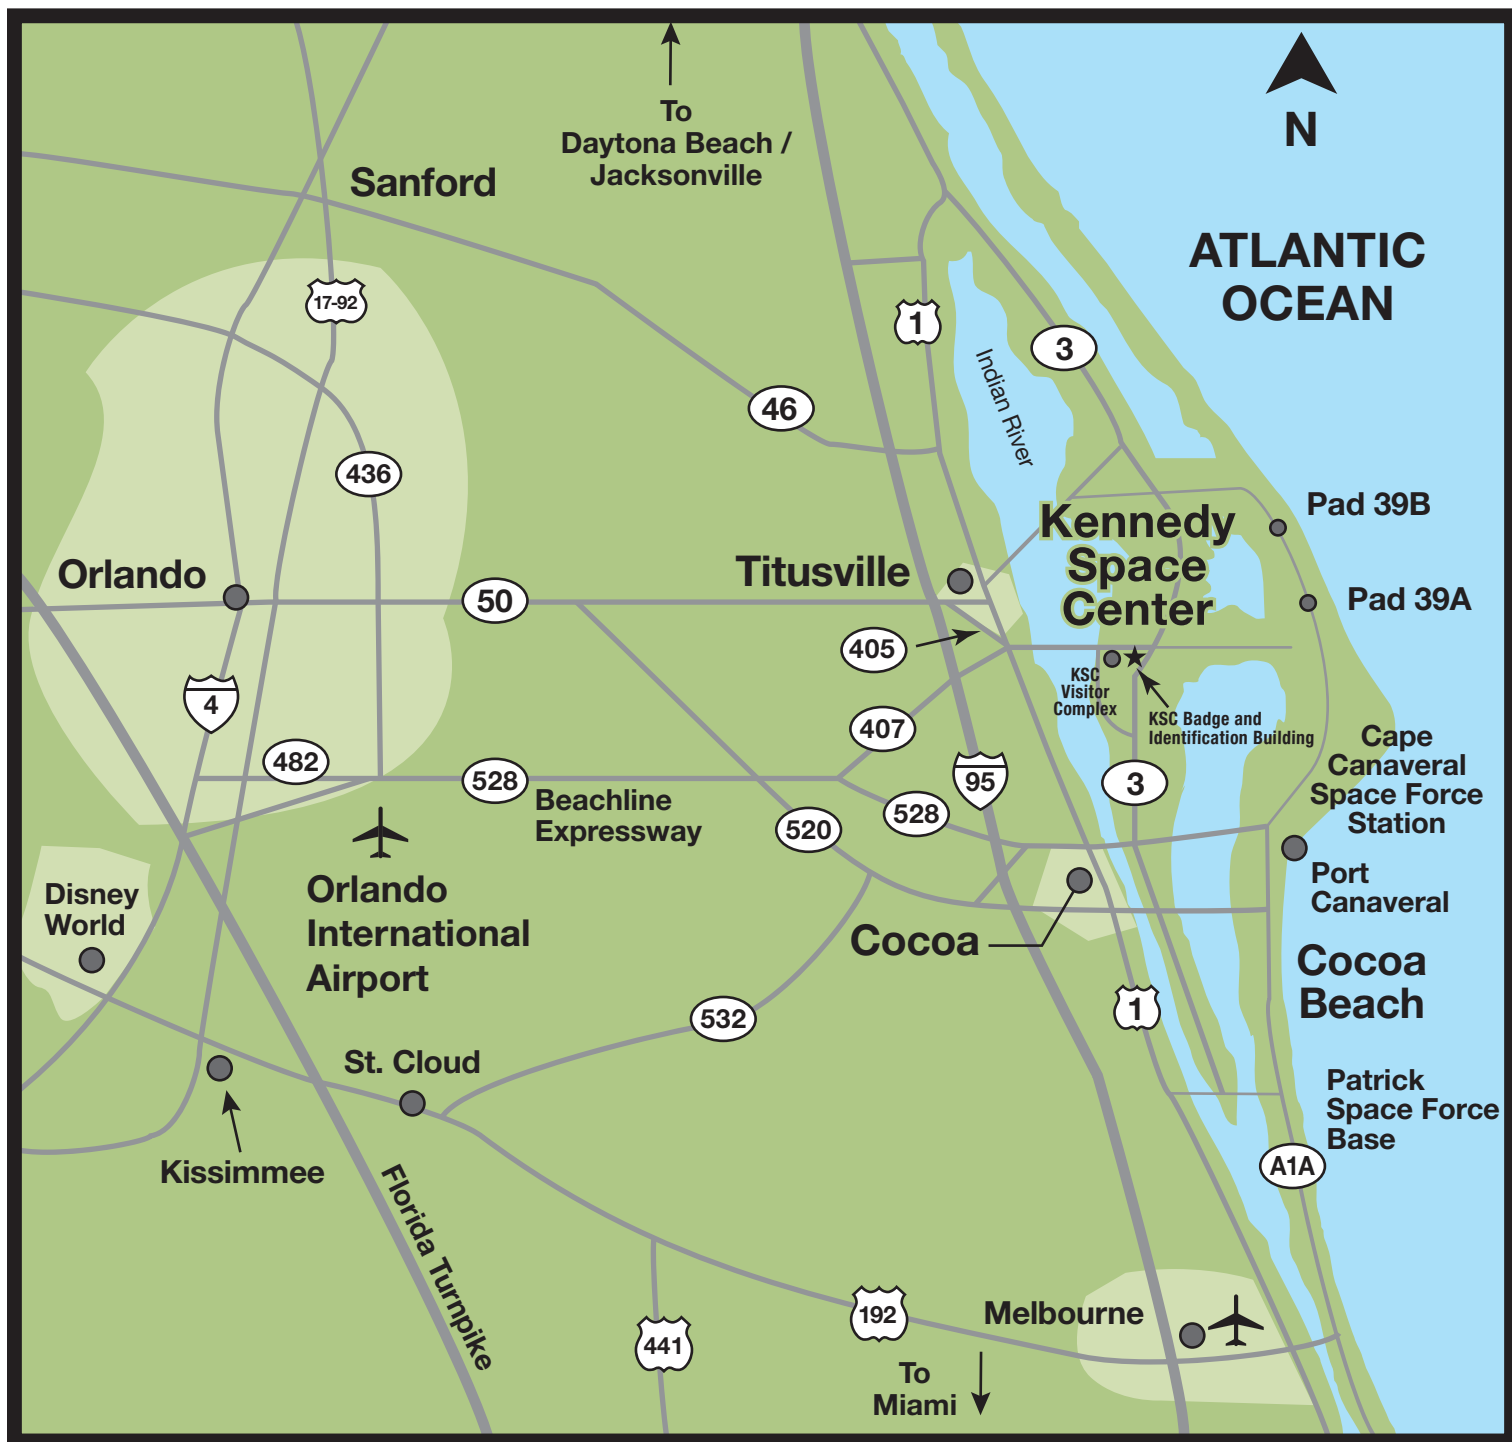 To
Daytona Beach /
Jacksonville
N
Sanford
ATLANTIC
OCEAN
17-92
1
3
Indian River
46
436
Pad 39B
Kennedy
Space
Center
Orlando
Titusville
50
Pad 39A
405
KSC
Visitor
Complex
4
KSC Badge and
Identification Building
407
482
528
Beachline
Expressway
95
3
Cape
Canaveral
Space Force
Station
520
528
Disney
World
Orlando
International
Airport
Port
Canaveral
Cocoa
Cocoa
Beach
532
1
St. Cloud
Patrick
Space Force
Base
Kissimmee
A1A
Florida Turnpike
192
Melbourne
441
To
Miami